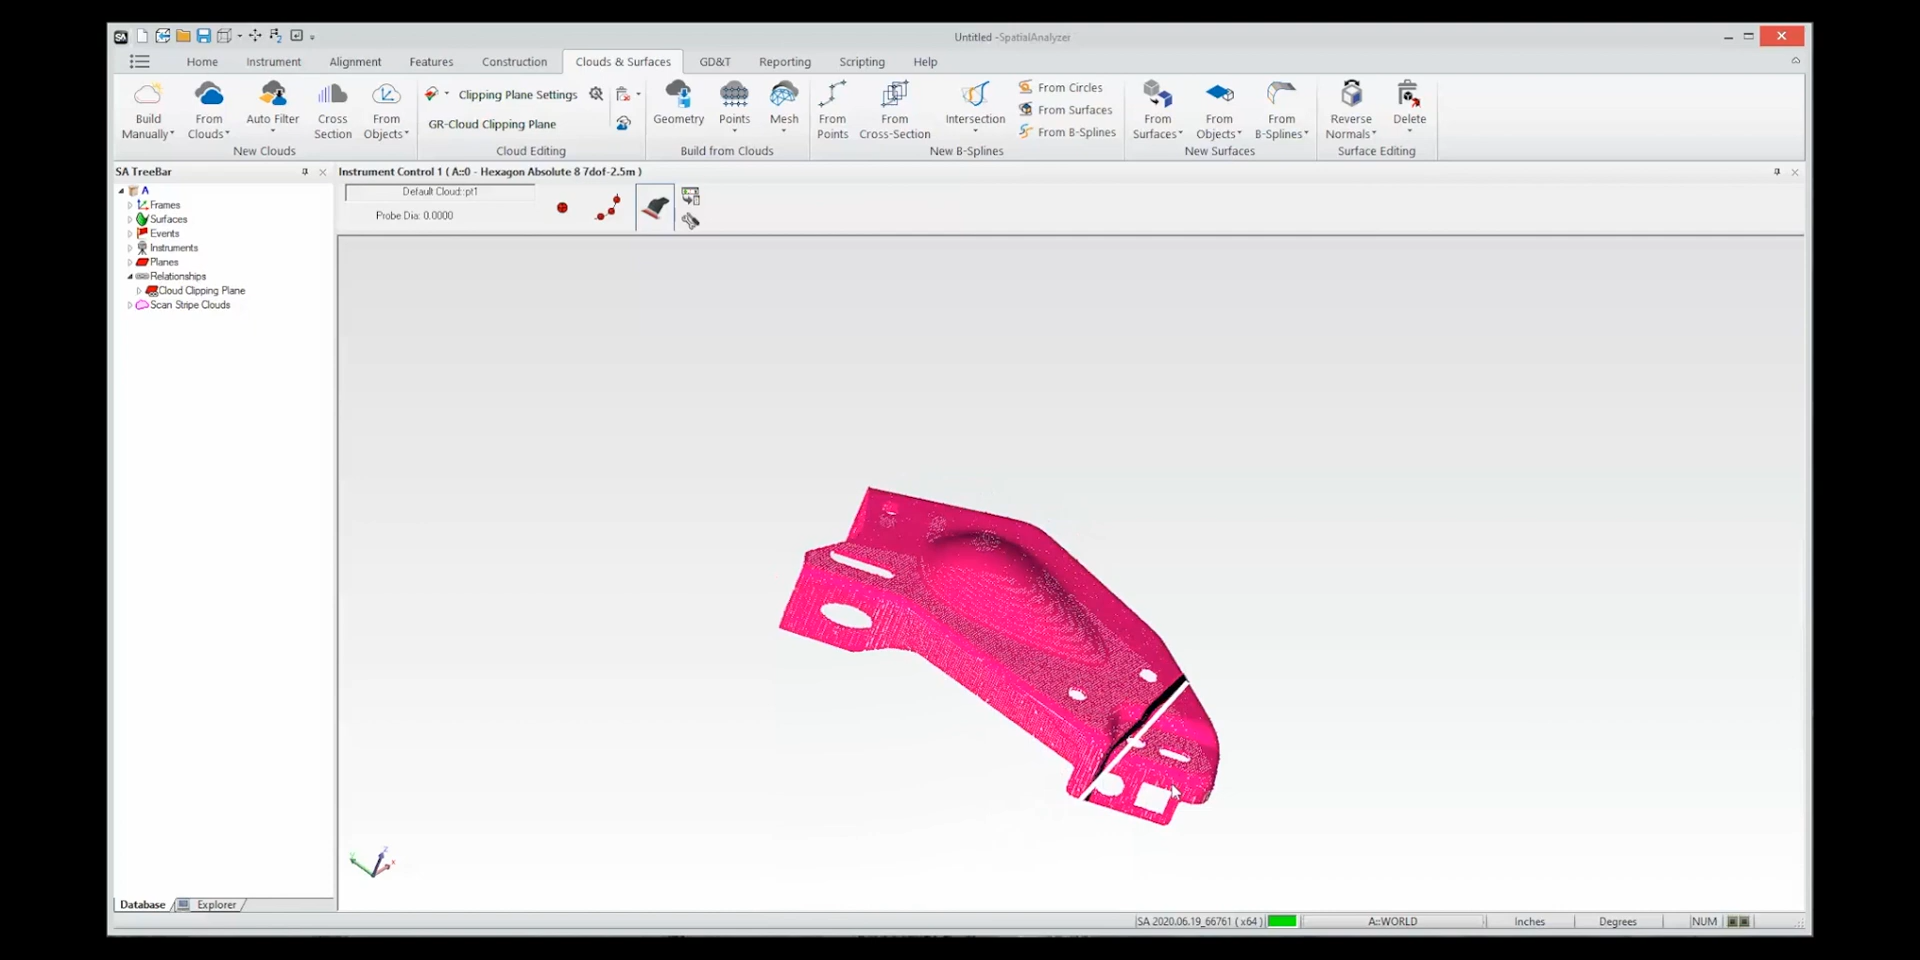 Untitled -SpatialAnalyzer
Home Instrument Alignment Features Construction Clouds & Surfaces GD&T Reporting Scripting Help
Build Manually
From Clouds
Auto Filter
Cross Section
From Objects
New Clouds
Clipping Plane Settings
GR-Cloud Clipping Plane
Cloud Editing
Geometry
Points
Mesh
Build from Clouds
From Points
From Cross-Section
Intersection
From Circles
From Surfaces
From B-Splines
New B-Splines
From Surfaces
From Objects
From B-Splines
New Surfaces
Reverse Normals
Delete
Surface Editing
SA TreeBar
Instrument Control 1 ( A::0 - Hexagon Absolute 8 7dof-2.5m )
Default Cloud::pt1
Probe Dia: 0.0000
A
Frames
Surfaces
Events
Instruments
Planes
Relationships
Cloud Clipping Plane
Scan Stripe Clouds
Database Explorer
SA 2020.06.19_66761 ( x64 ) A::WORLD Inches Degrees NUM